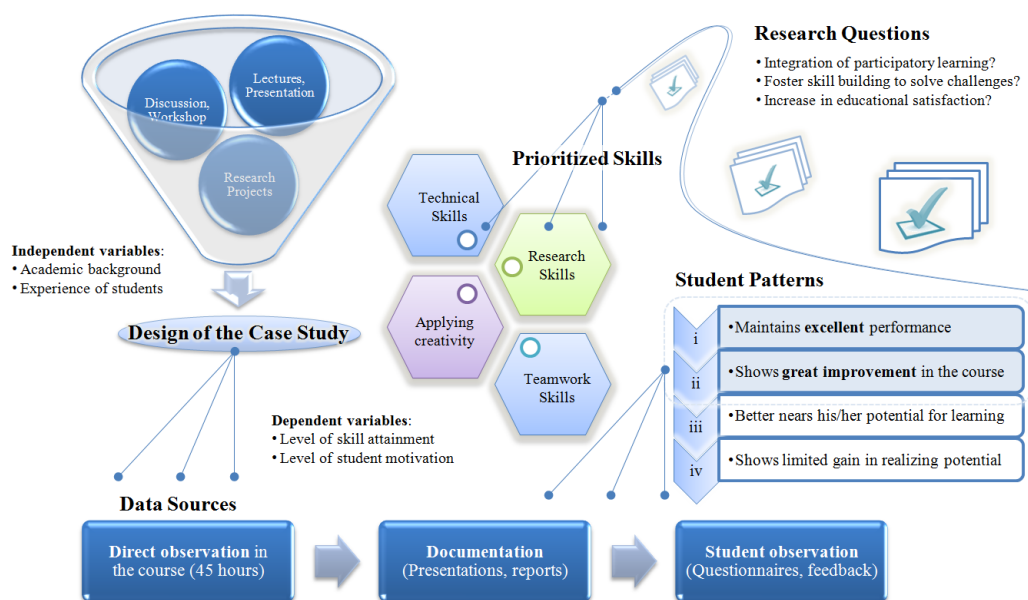 Lectures,
Presentation
Discussion,
Workshop
Research
Projects
Independent variables:
• Academic background
• Experience of students
Design of the Case Study
Dependent variables:
• Level of skill attainment
• Level of student motivation
Prioritized Skills
Technical
Skills
Research
Skills
Applying
creativity
Teamwork
Skills
Research Questions
• Integration of participatory learning?
• Foster skill building to solve challenges?
• Increase in educational satisfaction?
Student Patterns
i
•Maintains excellent performance
ii
•Shows great improvement in the course
iii
•Better nears his/her potential for learning
iv
•Shows limited gain in realizing potential
Data Sources
Direct observation in
the course (45 hours)
Documentation
(Presentations, reports)
Student observation
(Questionnaires, feedback)